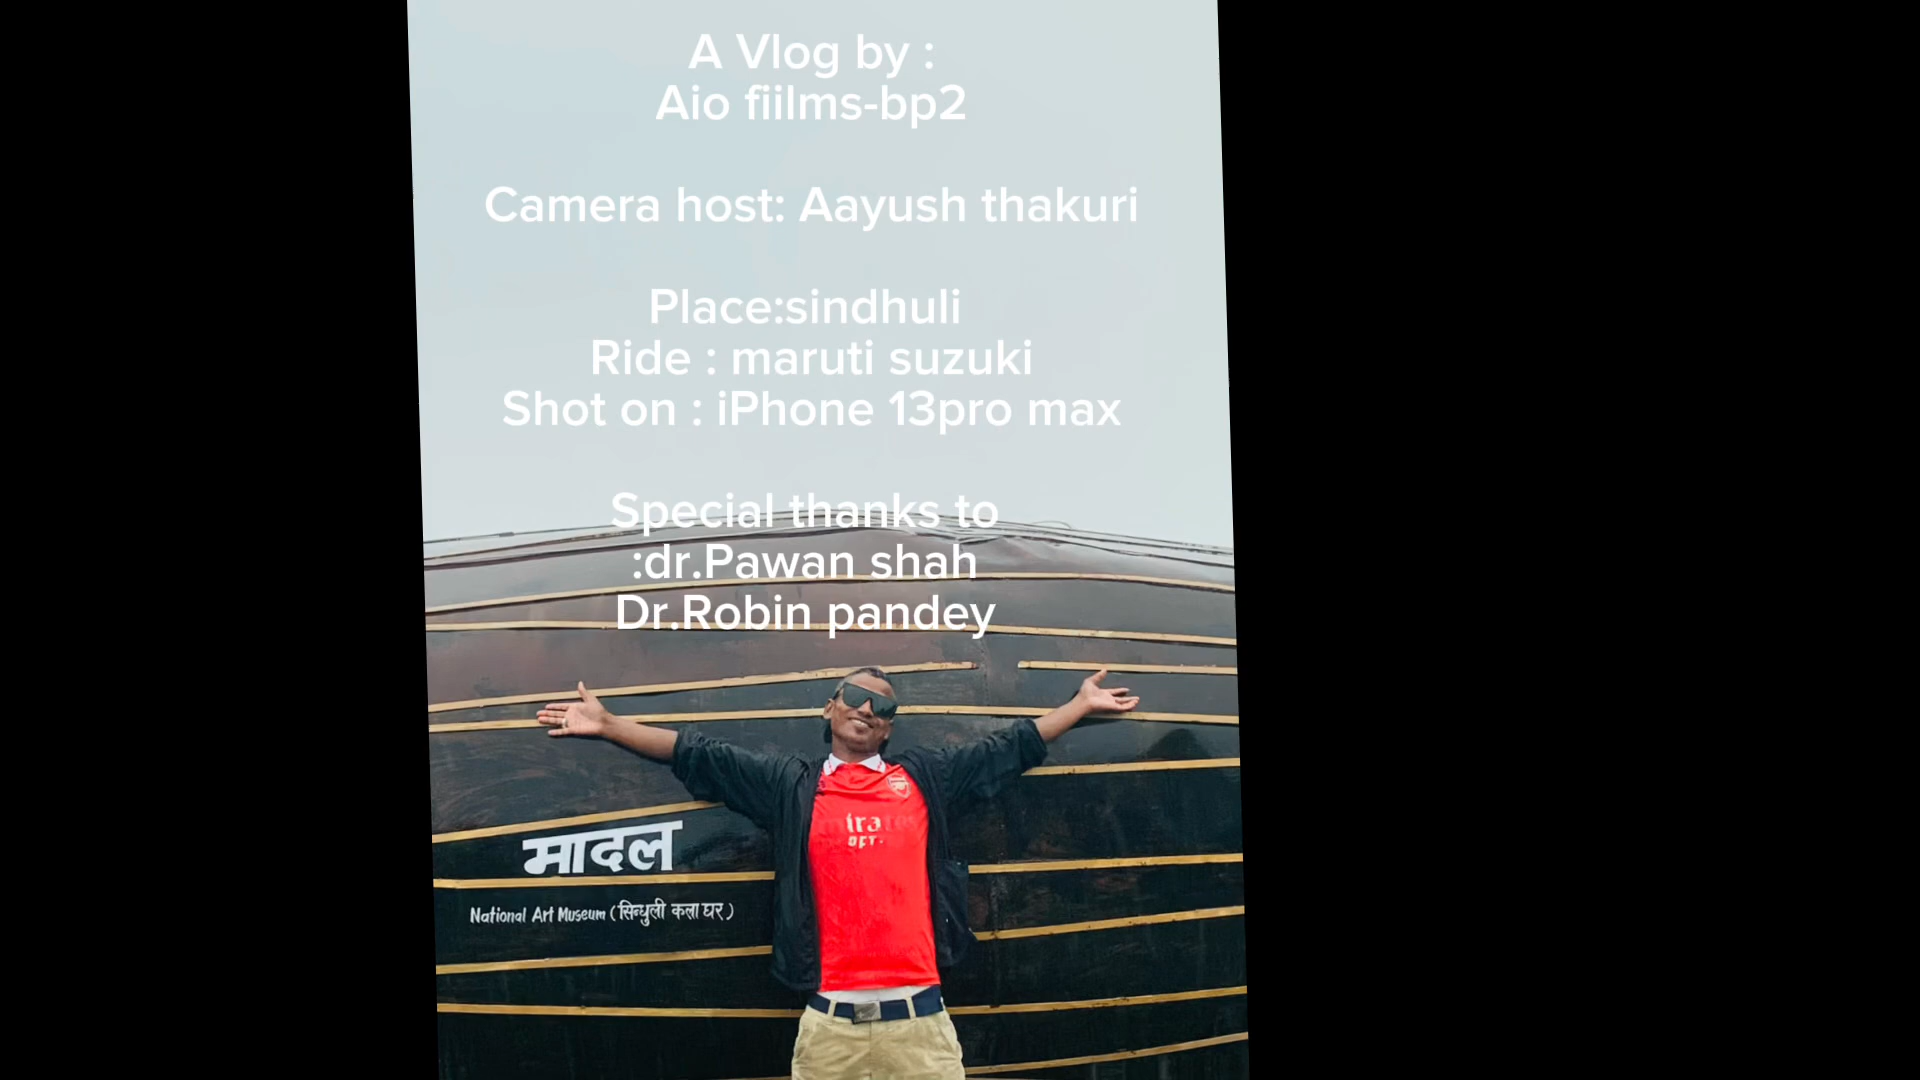 A Vlog by :
Aio fiilms-bp2
Camera host: Aayush thakuri
Place:sindhuli
Ride : maruti suzuki
Shot on : iPhone 13pro max
Special thanks to
:dr.Pawan shah
Dr.Robin pandey
मादल
National Art Museum (सिन्धुली कला घर)